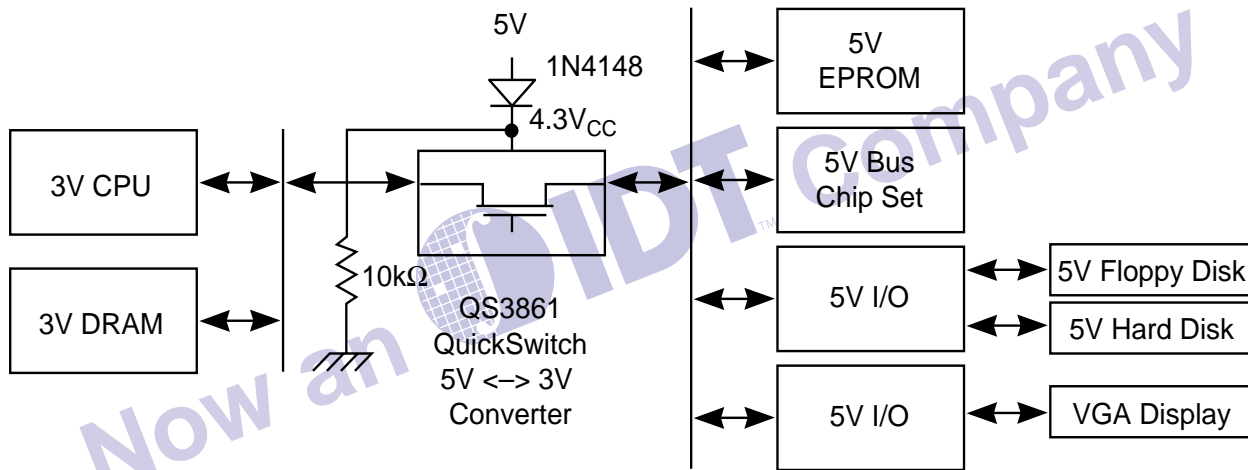 5V
1N4148
4.3VCC
3V CPU
3V DRAM
10kΩ
QS3861
QuickSwitch
5V <–> 3V
Converter
5V
EPROM
5V Bus
Chip Set
5V I/O
5V Floppy Disk
5V Hard Disk
5V I/O
VGA Display
Now an IDT™ Company